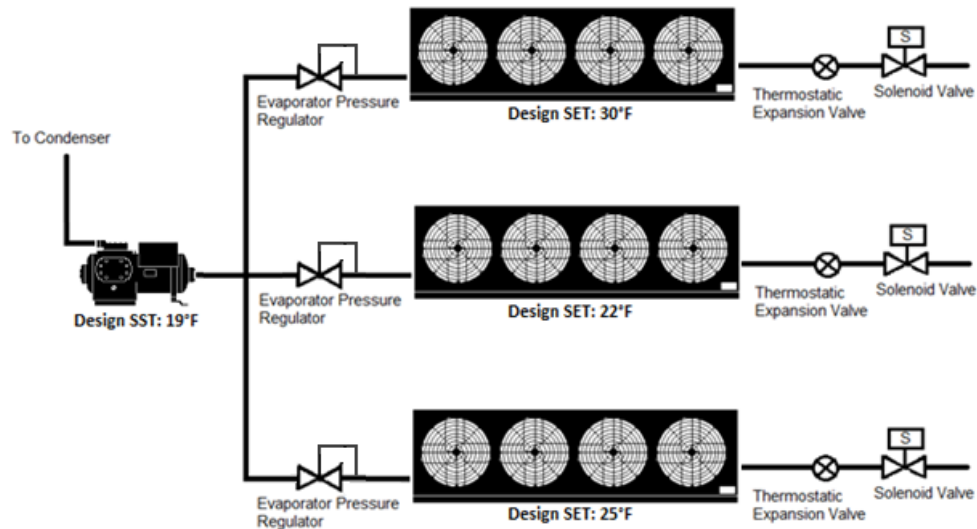 S
Evaporator Pressure
Regulator
Design SET: 30°F
Thermostatic
Expansion Valve
Solenoid Valve
To Condenser
Design SST: 19°F
S
Evaporator Pressure
Regulator
Design SET: 22°F
Thermostatic
Expansion Valve
Solenoid Valve
S
Evaporator Pressure
Regulator
Design SET: 25°F
Thermostatic
Expansion Valve
Solenoid Valve